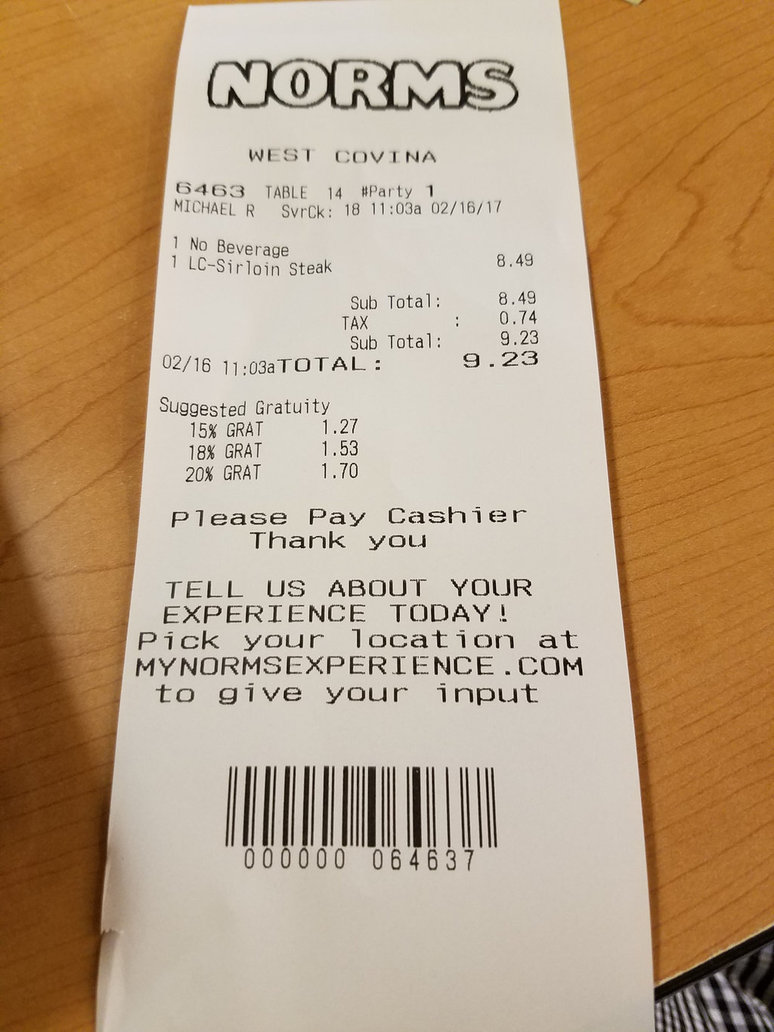 NORMS
WEST COVINA
6463 TABLE 14 #Party 1
MICHAEL R SvrCk: 18 11:03a 02/16/17
1 No Beverage
1 LC-Sirloin Steak 8.49
Sub Total: 8.49
TAX : 0.74
Sub Total: 9.23
02/16 11:03aTOTAL: 9.23
Suggested Gratuity
15% GRAT 1.27
18% GRAT 1.53
20% GRAT 1.70
Please Pay Cashier
Thank you
TELL US ABOUT YOUR
EXPERIENCE TODAY!
Pick your location at
MYNORMSEXPERIENCE.COM
to give your input
000000 064637